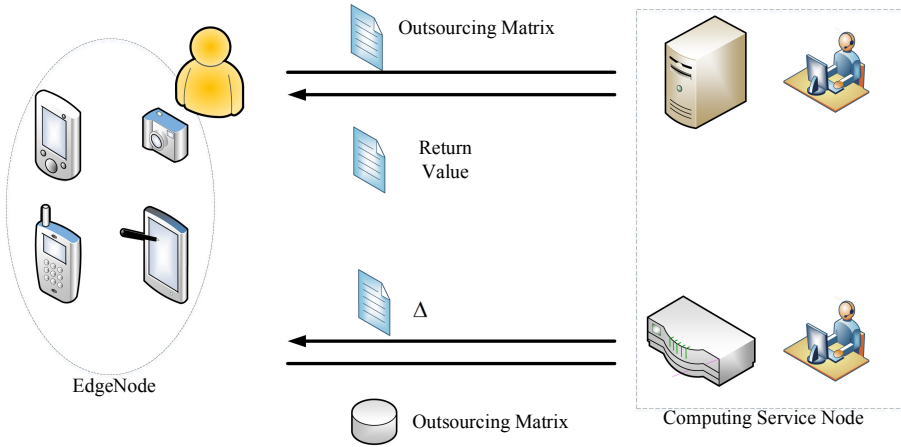 Outsourcing Matrix
Return
Value
Δ
EdgeNode
Outsourcing Matrix
Computing Service Node